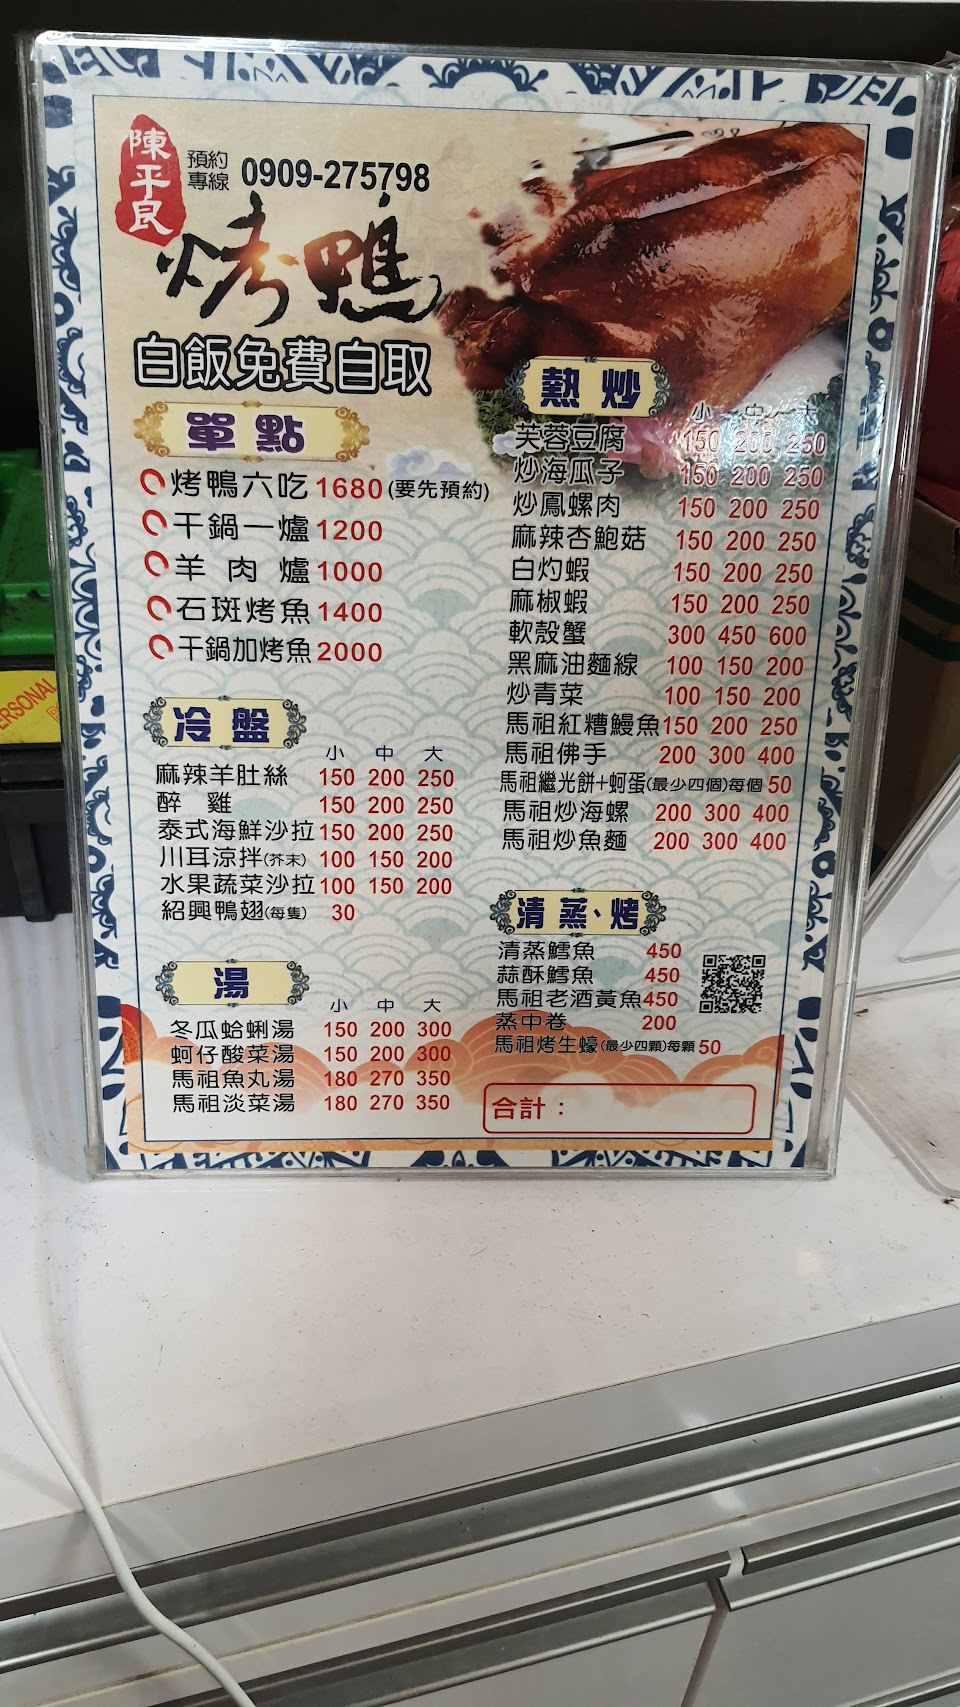 陳平良
預約專線 0909-275798
烤鴨
白飯免費自取
單點
烤鴨六吃 1680 (要先預約)
干鍋一爐 1200
羊肉爐 1000
石斑烤魚 1400
干鍋加烤魚 2000
冷盤
小 中 大
麻辣羊肚絲 150 200 250
醉雞 150 200 250
泰式海鮮沙拉 150 200 250
川耳涼拌(芥末) 100 150 200
水果蔬菜沙拉 100 150 200
紹興鴨翅(每隻) 30
湯
小 中 大
冬瓜蛤蜊湯 150 200 300
蚵仔酸菜湯 150 200 300
馬祖魚丸湯 180 270 350
馬祖淡菜湯 180 270 350
熱炒
小 中 大
芙蓉豆腐 150 200 250
炒海瓜子 150 200 250
炒鳳螺肉 150 200 250
麻辣杏鮑菇 150 200 250
白灼蝦 150 200 250
麻椒蝦 150 200 250
軟殼蟹 300 450 600
黑麻油麵線 100 150 200
炒青菜 100 150 200
馬祖紅糟鰻魚 150 200 250
馬祖佛手 200 300 400
馬祖繼光餅+蚵蛋(最少四個)每個 50
馬祖炒海螺 200 300 400
馬祖炒魚麵 200 300 400
清蒸、烤
清蒸鱈魚 450
蒜酥鱈魚 450
馬祖老酒黃魚 450
蒸中卷 200
馬祖烤生蠔(最少四顆)每顆 50
合計：